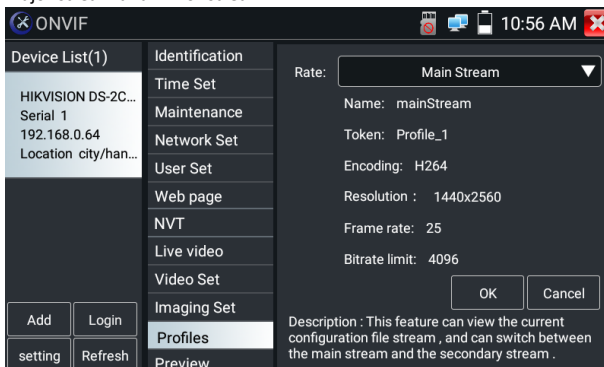 ONVIF
10:56 AM
Device List(1)
HIKVISION DS-2C...
Serial 1
192.168.0.64
Location city/han...
Add
Login
setting
Refresh
Identification
Time Set
Maintenance
Network Set
User Set
Web page
NVT
Live video
Video Set
Imaging Set
Profiles
Preview
Rate: Main Stream
Name: mainStream
Token: Profile_1
Encoding: H264
Resolution : 1440x2560
Frame rate: 25
Bitrate limit: 4096
OK
Cancel
Description : This feature can view the current
configuration file stream , and can switch between
the main stream and the secondary stream .